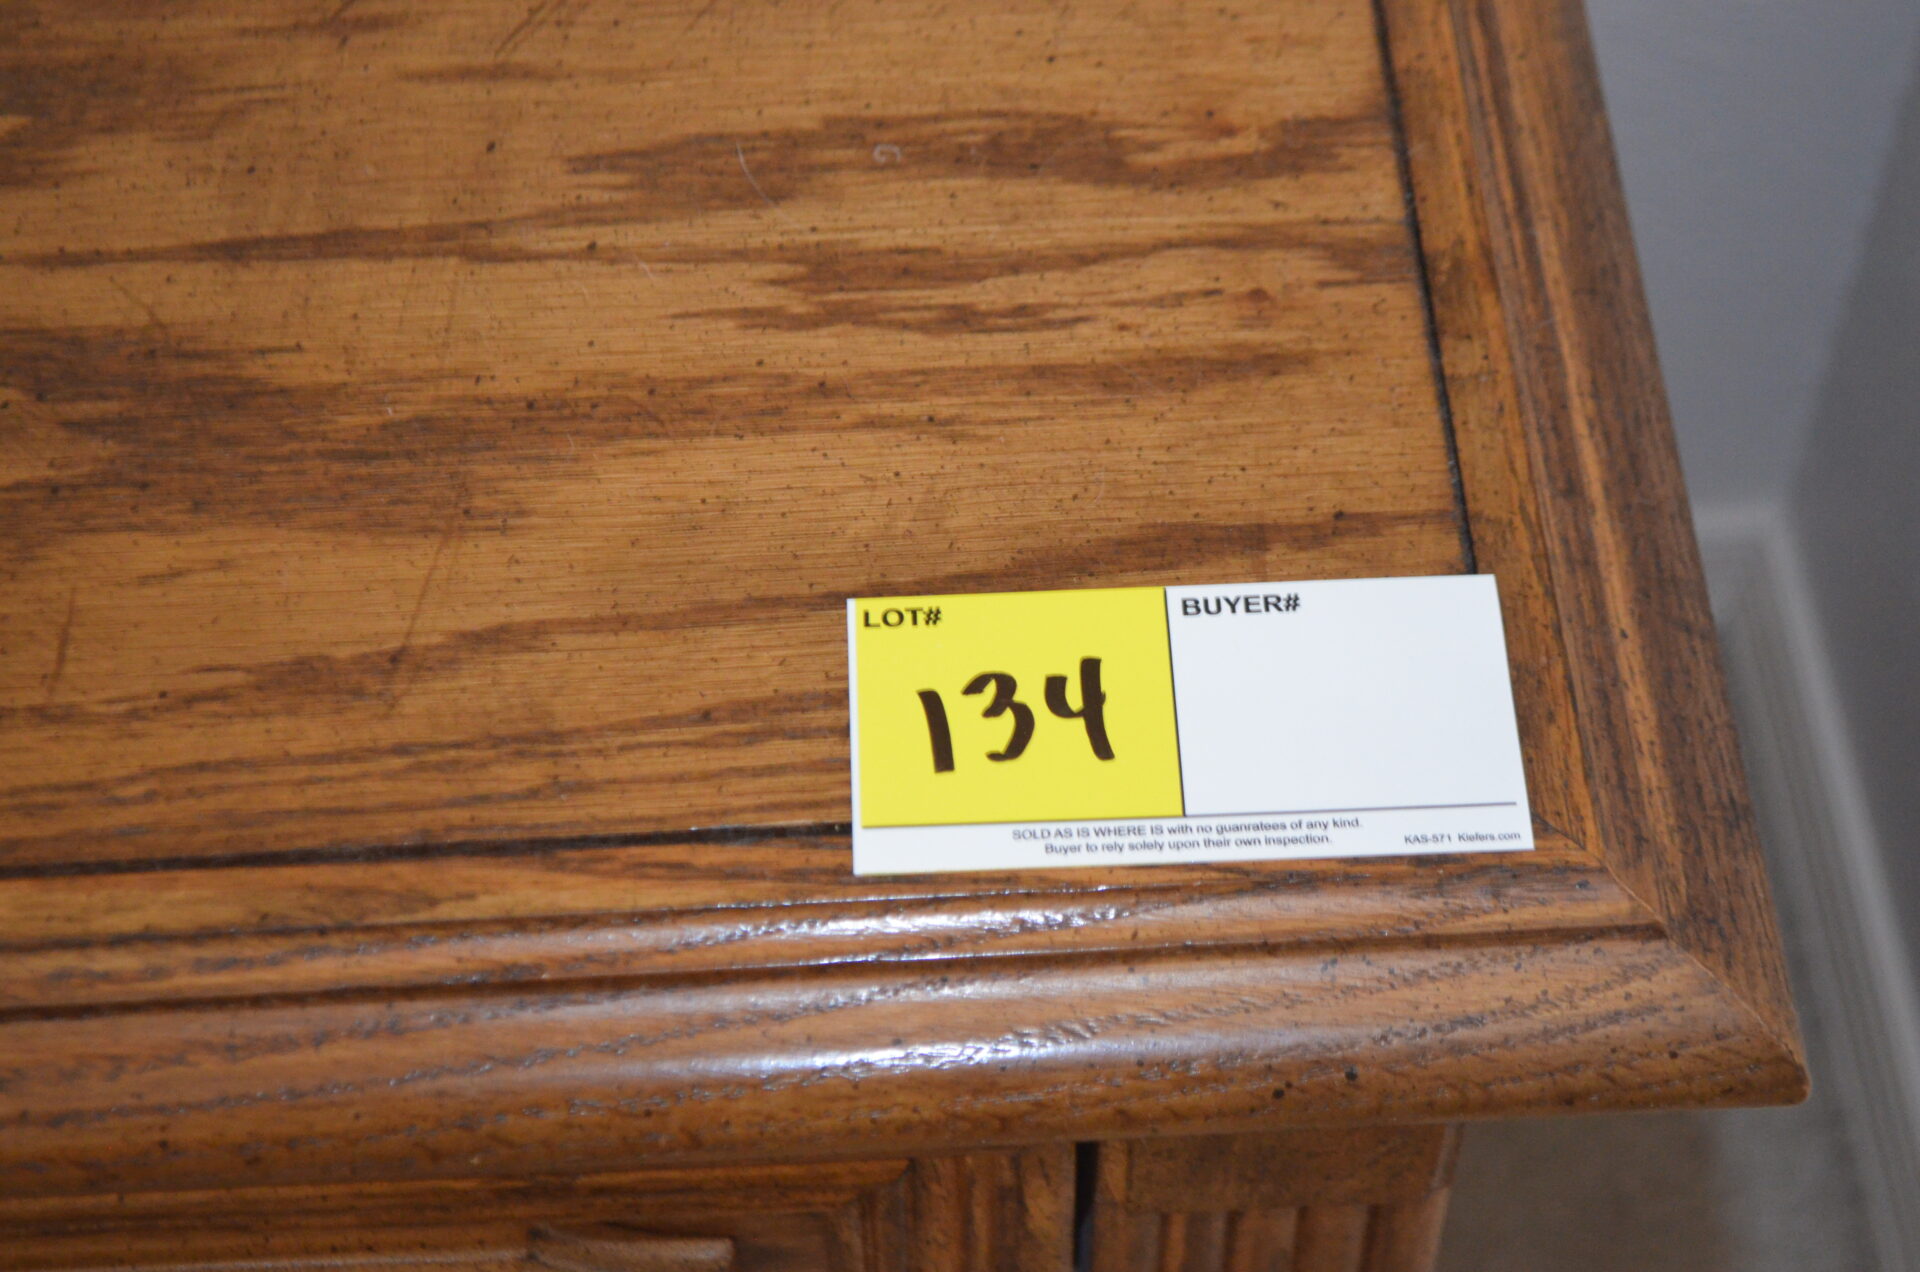 LOT# BUYER#
134
SOLD AS IS WHERE IS with no guanratees of any kind.
Buyer to rely solely upon their own inspection. KAS-571 Kiefers.com